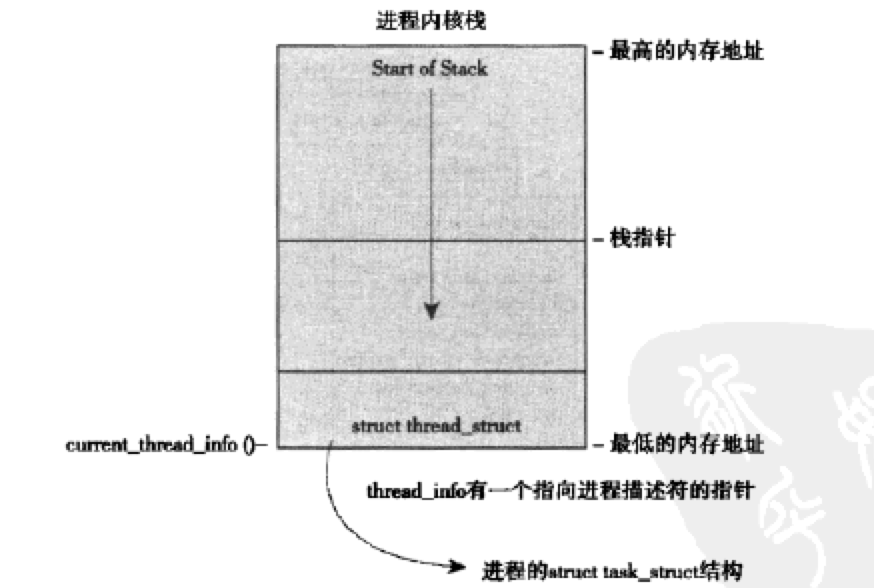 进程内核栈
最高的内存地址
Start of Stack
栈指针
struct thread_struct
current_thread_info ()
最低的内存地址
thread_info有一个指向进程描述符的指针
进程的struct task_struct结构